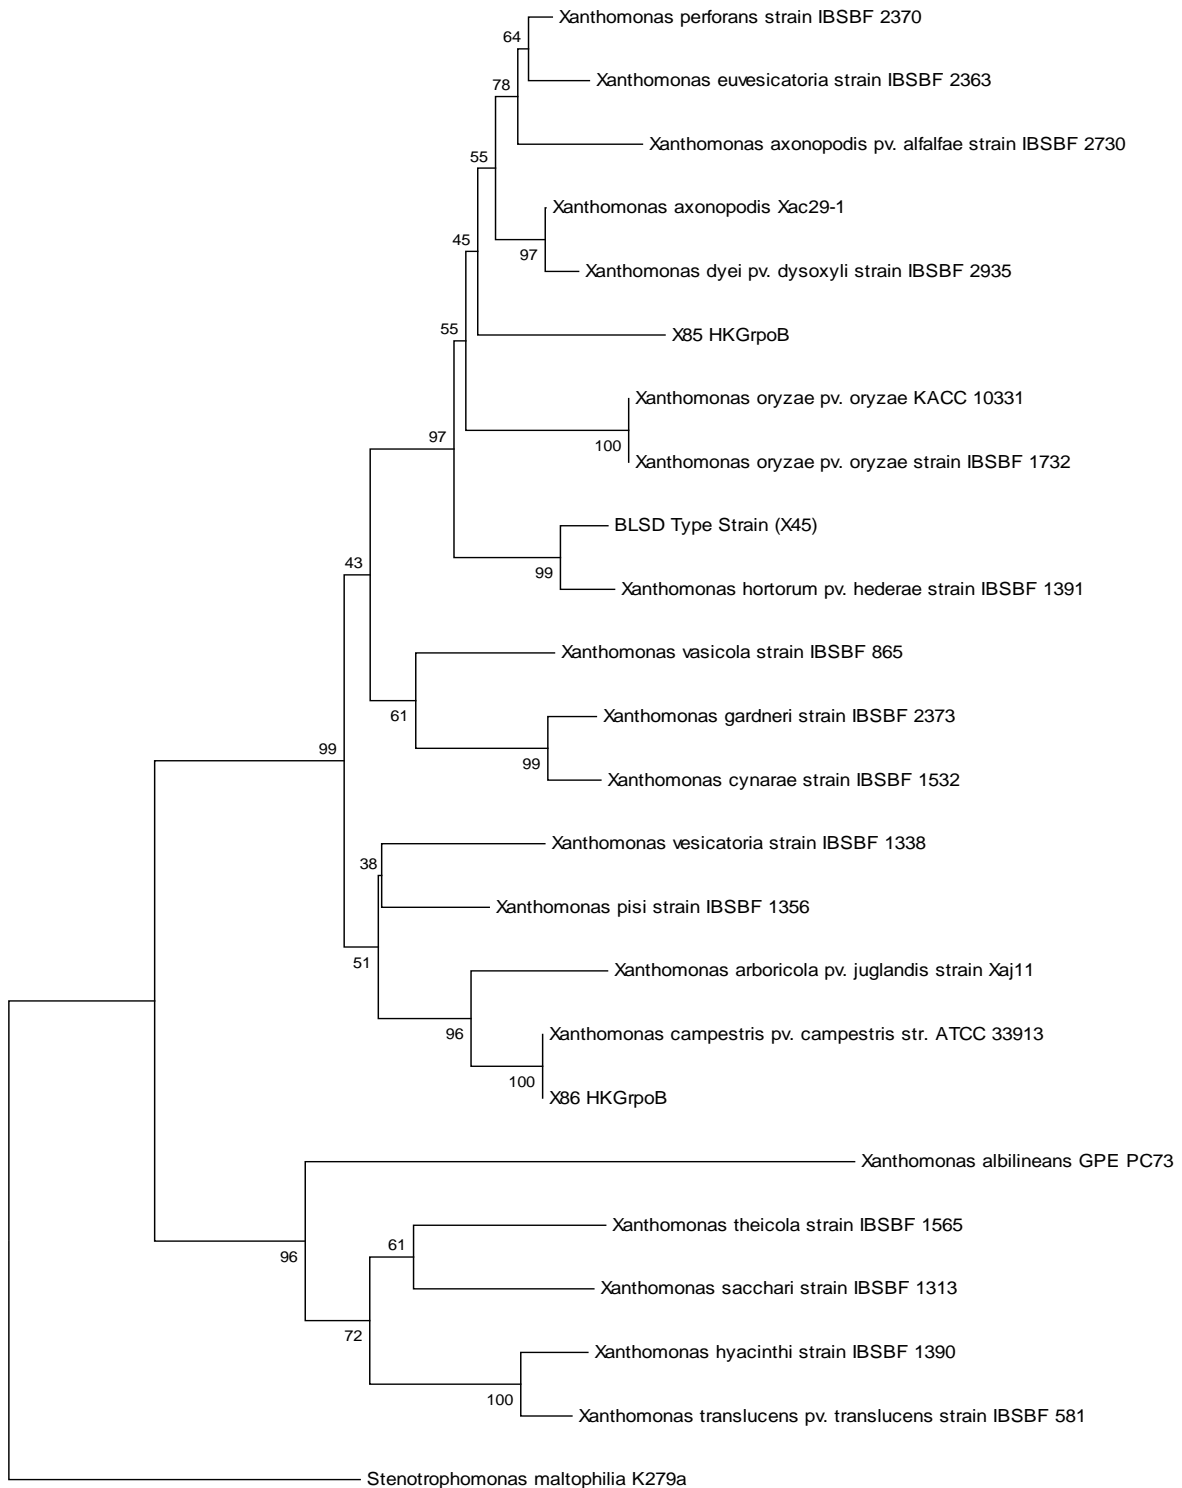 Xanthomonas perforans strain IBSBF 2370
64
Xanthomonas euvesicatoria strain IBSBF 2363
78
Xanthomonas axonopodis pv. alfalfae strain IBSBF 2730
55
Xanthomonas axonopodis Xac29-1
45
97
Xanthomonas dyei pv. dysoxyli strain IBSBF 2935
55
X85 HKGrpoB
Xanthomonas oryzae pv. oryzae KACC 10331
97
100
Xanthomonas oryzae pv. oryzae strain IBSBF 1732
BLSD Type Strain (X45)
43
99
Xanthomonas hortorum pv. hederae strain IBSBF 1391
Xanthomonas vasicola strain IBSBF 865
61
Xanthomonas gardneri strain IBSBF 2373
99
99
Xanthomonas cynarae strain IBSBF 1532
Xanthomonas vesicatoria strain IBSBF 1338
38
Xanthomonas pisi strain IBSBF 1356
51
Xanthomonas arboricola pv. juglandis strain Xaj11
96
Xanthomonas campestris pv. campestris str. ATCC 33913
100
X86 HKGrpoB
Xanthomonas albilineans GPE PC73
96
Xanthomonas theicola strain IBSBF 1565
61
Xanthomonas sacchari strain IBSBF 1313
72
Xanthomonas hyacinthi strain IBSBF 1390
100
Xanthomonas translucens pv. translucens strain IBSBF 581
Stenotrophomonas maltophilia K279a